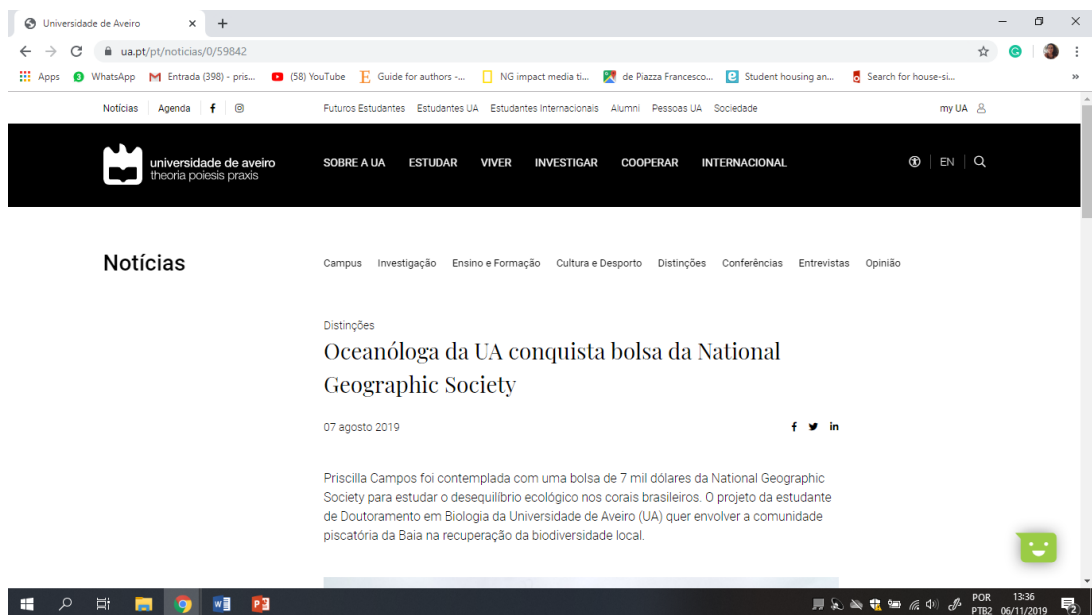 Universidade de Aveiro
ua.pt/pt/noticias/0/59842
Apps WhatsApp Entrada (398) - pris... (58) YouTube Guide for authors -... NG impact media ti... de Piazza Francesco... Student housing an... Search for house-si... »
Notícias Agenda Futuros Estudantes Estudantes UA Estudantes Internacionais Alumni Pessoas UA Sociedade my UA
universidade de aveiro
theoria poiesis praxis
SOBRE A UA ESTUDAR VIVER INVESTIGAR COOPERAR INTERNACIONAL EN
Notícias
Campus Investigação Ensino e Formação Cultura e Desporto Distinções Conferências Entrevistas Opinião
Distinções
Oceanóloga da UA conquista bolsa da National
Geographic Society
07 agosto 2019
Priscilla Campos foi contemplada com uma bolsa de 7 mil dólares da National Geographic
Society para estudar o desequilíbrio ecológico nos corais brasileiros. O projeto da estudante
de Doutoramento em Biologia da Universidade de Aveiro (UA) quer envolver a comunidade
piscatória da Baia na recuperação da biodiversidade local.
POR 13:36
PTB2 06/11/2019